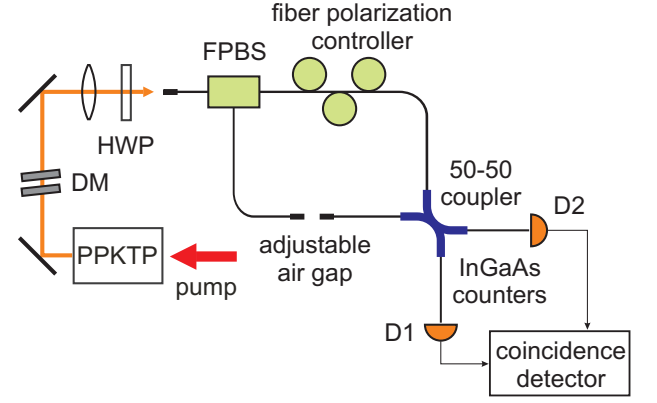 fiber polarization
controller
FPBS
HWP
50-50
coupler
DM
D2
PPKTP
pump
adjustable
air gap
InGaAs
counters
D1
coincidence
detector